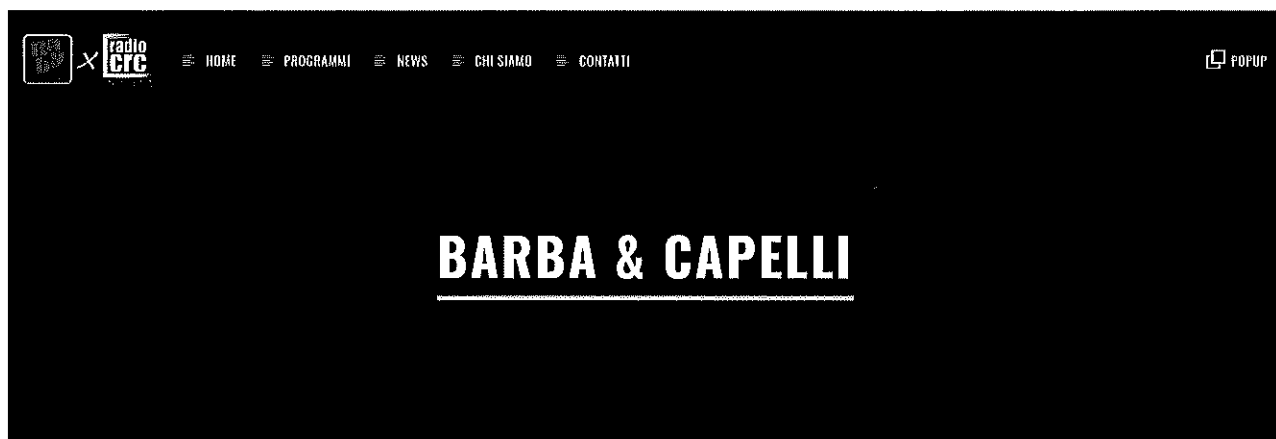 radio
crc
HOME
PROGRAMMI
NEWS
CHI SIAMO
CONTATTI
POPUP
BARBA & CAPELLI